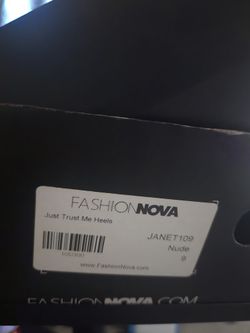 FASHIONNOVA
Just Trust Me Heels
JANET109
Nude
9
www.FashionNova.com
FASHIONNOVA.COM